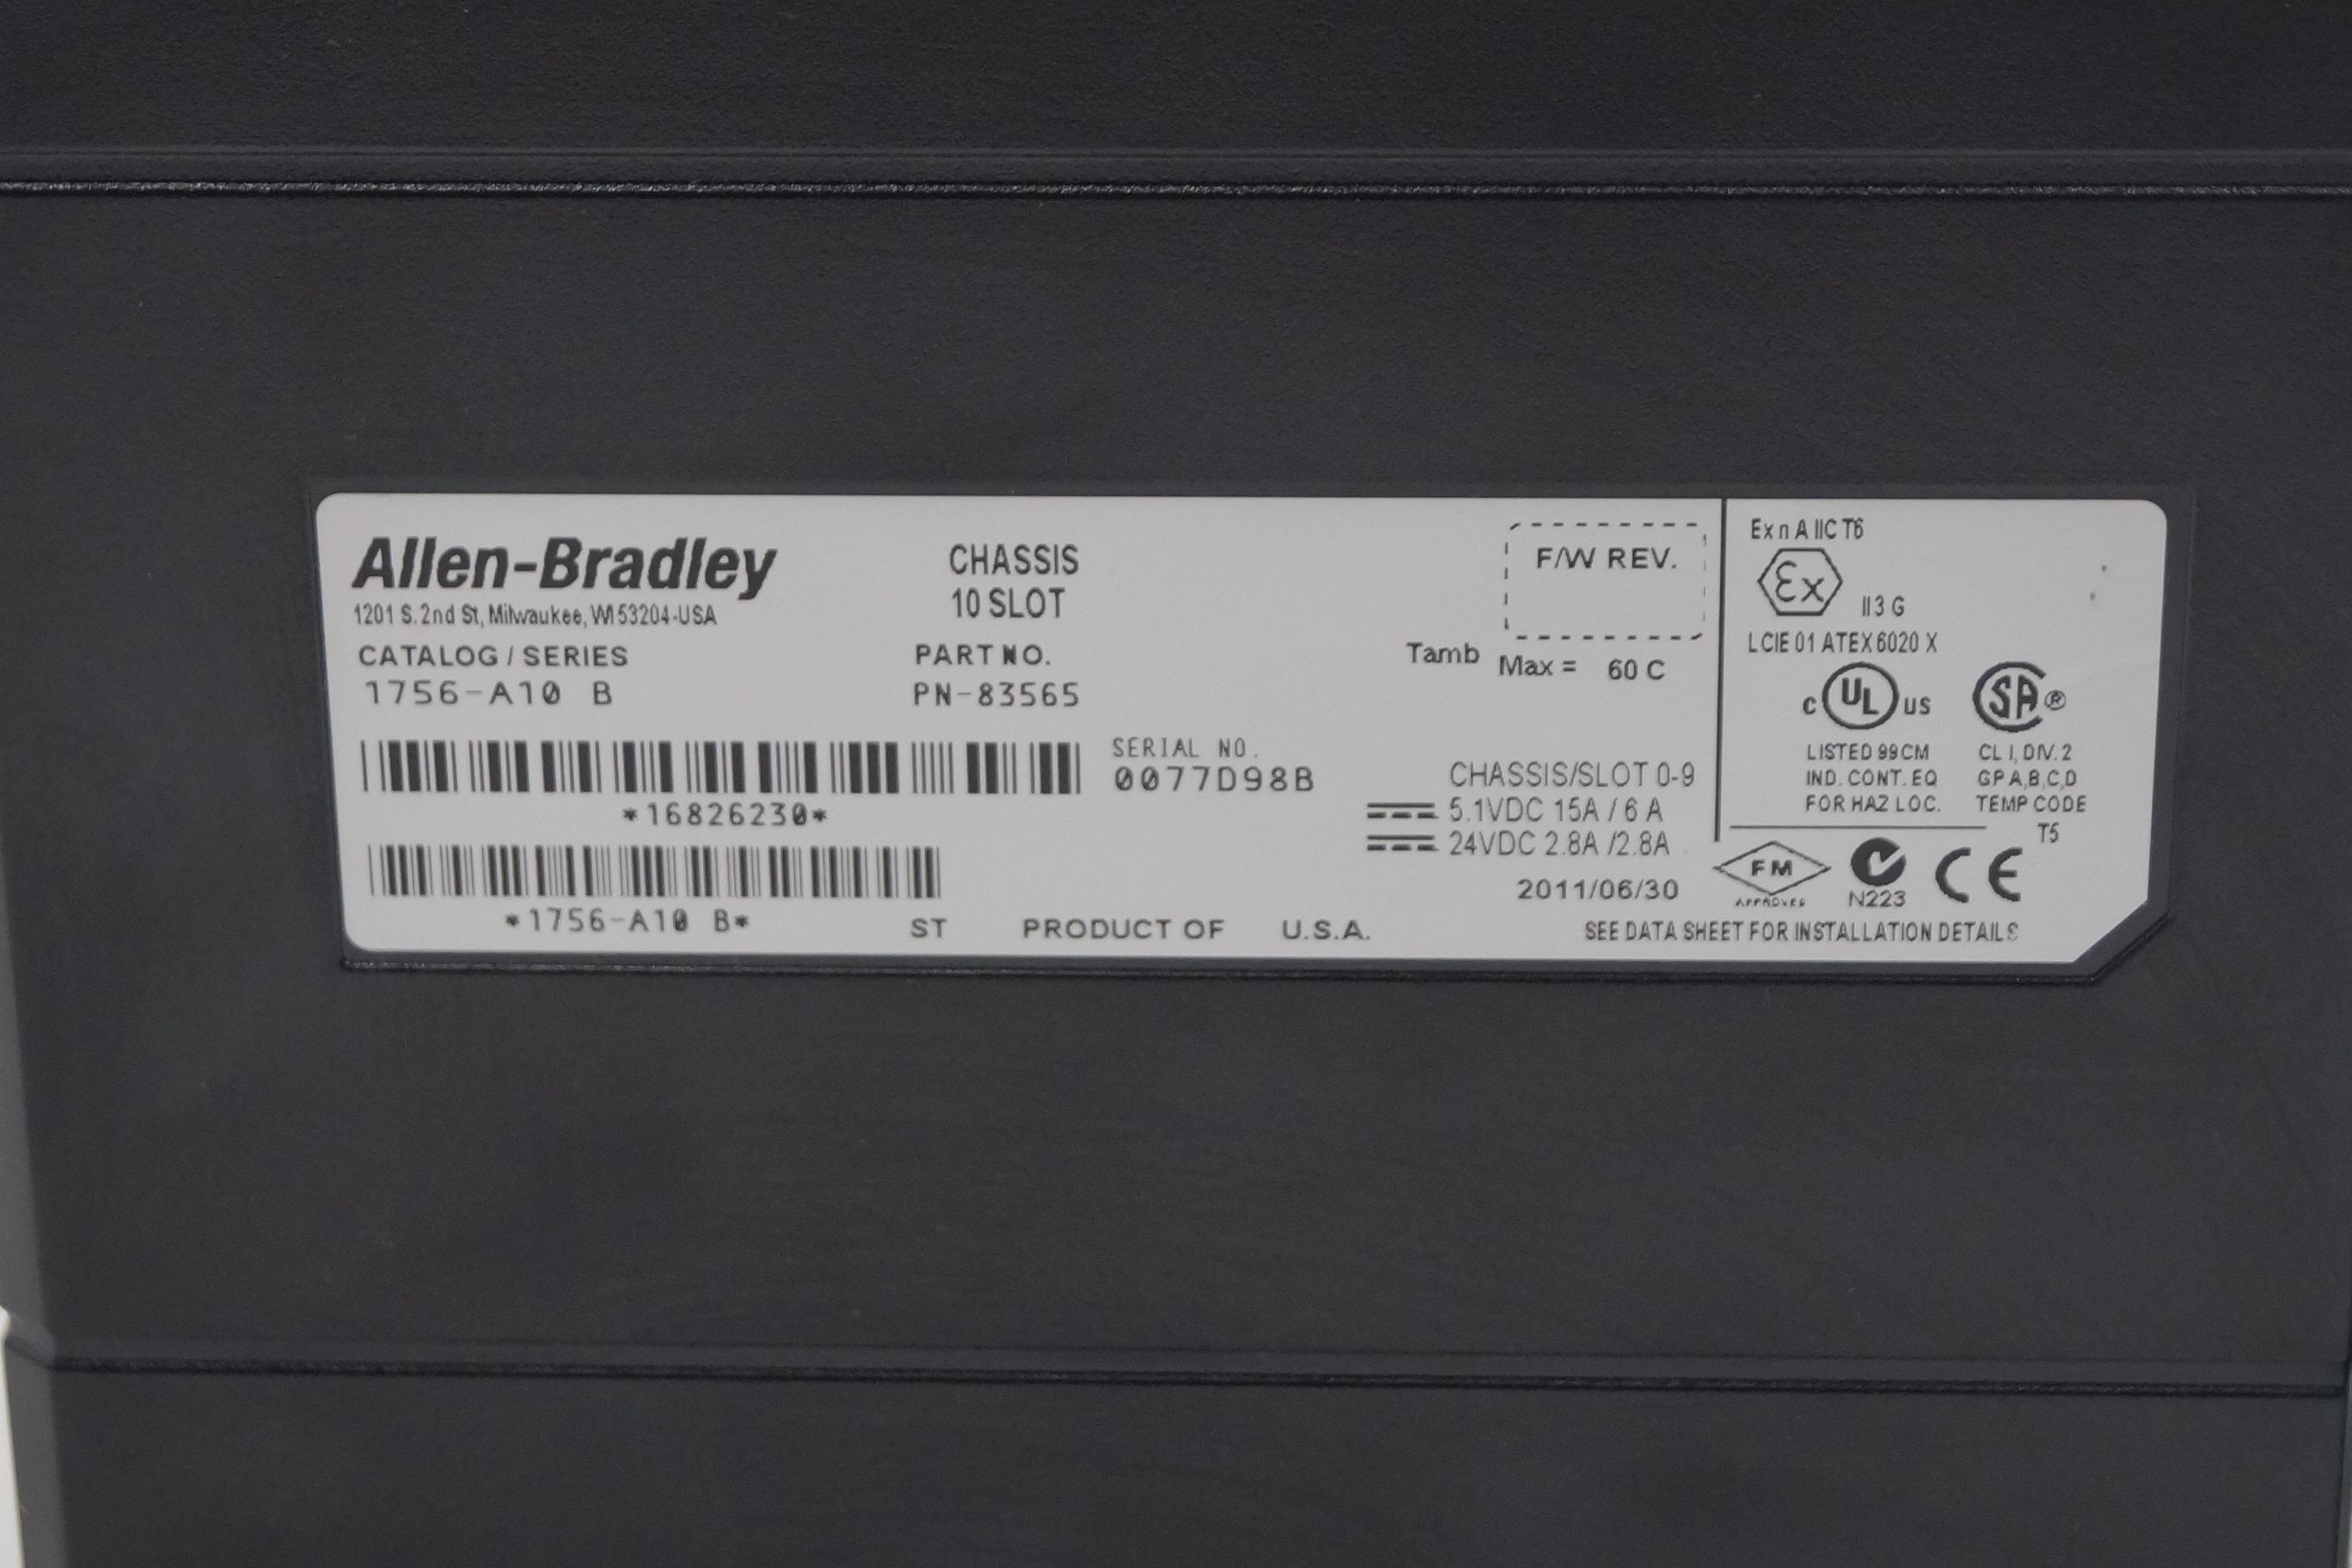 Allen-Bradley
1201 S. 2nd St, Milwaukee, WI 53204-USA
CHASSIS
10 SLOT
CATALOG / SERIES
1756-A10 B
PART NO.
PN-83565
F/W REV.
Tamb Max = 60 C
SERIAL NO.
0077D98B
*16826230*
*1756-A10 B*
CHASSIS/SLOT 0-9
5.1VDC 15A / 6 A
24VDC 2.8A /2.8A
2011/06/30
ST PRODUCT OF U.S.A.
Ex n A IIC T6
Ex II 3 G
LCIE 01 ATEX 6020 X
c UL us
LISTED 99CM
IND. CONT. EQ
FOR HAZ LOC.
SA ®
CL I, DIV. 2
GP A,B,C,D
TEMP CODE
T5
FM
APPROVED
N223
CE
SEE DATA SHEET FOR INSTALLATION DETAILS